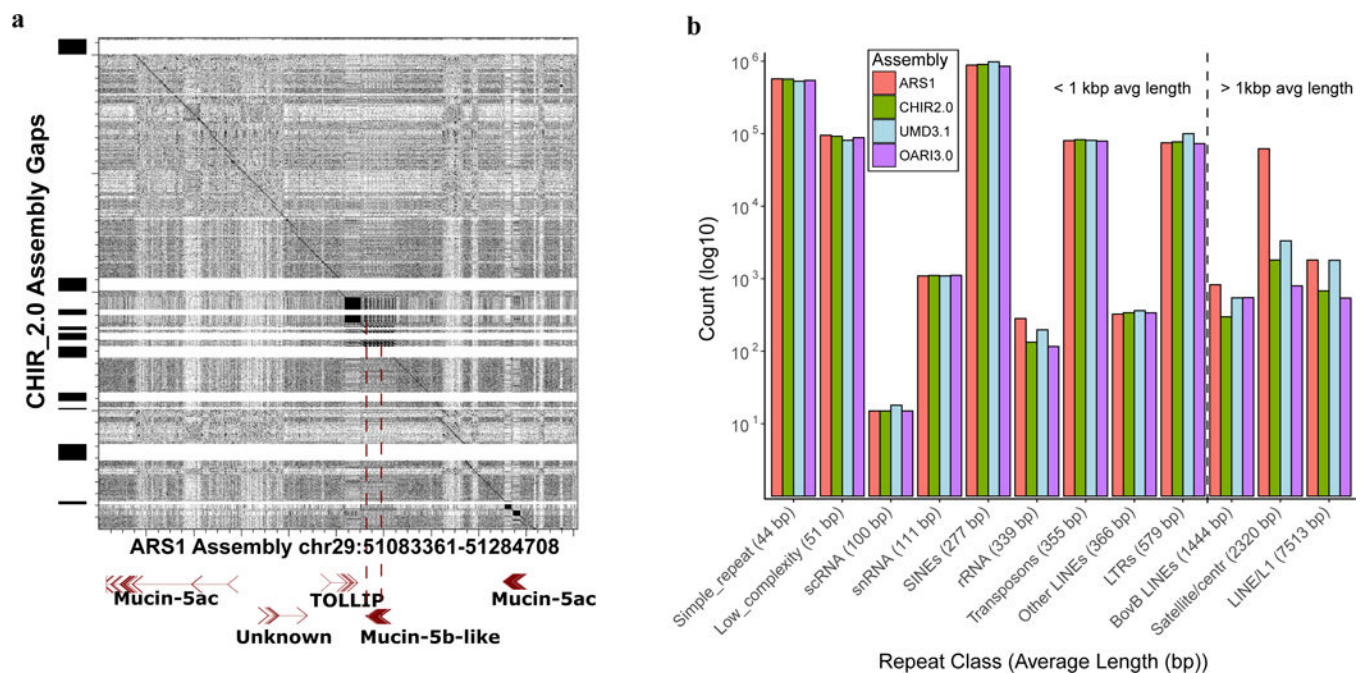 a
CHIR_2.0 Assembly Gaps
ARS1 Assembly chr29:51083361-51284708
Mucin-5ac
TOLLIP
Mucin-5ac
Unknown
Mucin-5b-like
b
Count (log10)
10^6
10^5
10^4
10^3
10^2
10^1
Assembly
ARS1
CHIR2.0
UMD3.1
OARI3.0
< 1 kbp avg length
> 1kbp avg length
Simple_repeat (44 bp)
Low_complexity (51 bp)
scRNA (100 bp)
snRNA (111 bp)
SINEs (277 bp)
rRNA (339 bp)
Transposons (355 bp)
Other LINEs (366 bp)
LTRs (579 bp)
BovB LINEs (1444 bp)
Satellite/centr (2320 bp)
LINE/L1 (7513 bp)
Repeat Class (Average Length (bp))